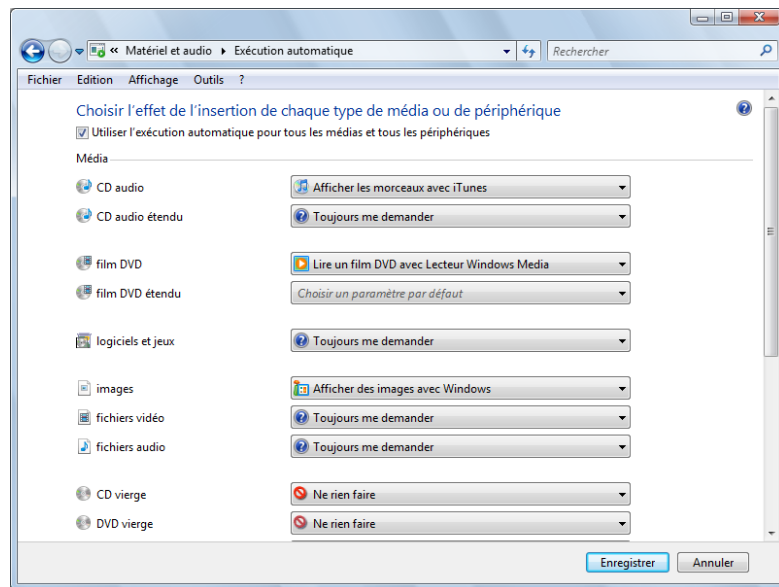 « Matériel et audio Exécution automatique Rechercher
Fichier Edition Affichage Outils ?
Choisir l'effet de l'insertion de chaque type de média ou de périphérique
Utiliser l'exécution automatique pour tous les médias et tous les périphériques
Média
CD audio Afficher les morceaux avec iTunes
CD audio étendu Toujours me demander
film DVD Lire un film DVD avec Lecteur Windows Media
film DVD étendu Choisir un paramètre par défaut
logiciels et jeux Toujours me demander
images Afficher des images avec Windows
fichiers vidéo Toujours me demander
fichiers audio Toujours me demander
CD vierge Ne rien faire
DVD vierge Ne rien faire
Enregistrer Annuler